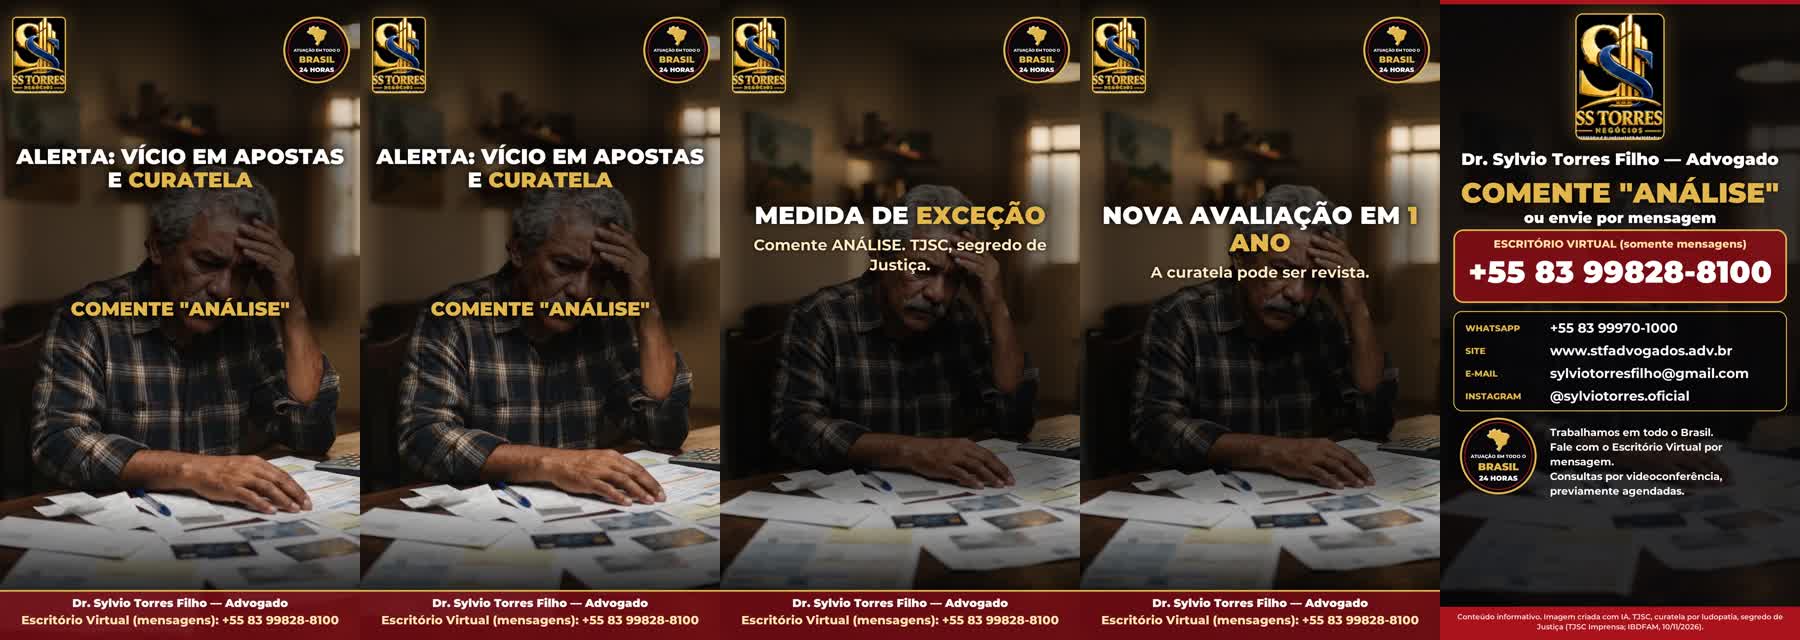 SS TORRES
NEGÓCIOS
ATUAÇÃO EM TODO O
BRASIL
24 HORAS
ALERTA: VÍCIO EM APOSTAS
E CURATELA
COMENTE "ANÁLISE"
Dr. Sylvio Torres Filho — Advogado
Escritório Virtual (mensagens): +55 83 99828-8100
SS TORRES
NEGÓCIOS
ATUAÇÃO EM TODO O
BRASIL
24 HORAS
ALERTA: VÍCIO EM APOSTAS
E CURATELA
COMENTE "ANÁLISE"
Dr. Sylvio Torres Filho — Advogado
Escritório Virtual (mensagens): +55 83 99828-8100
SS TORRES
NEGÓCIOS
ATUAÇÃO EM TODO O
BRASIL
24 HORAS
MEDIDA DE EXCEÇÃO
Comente ANÁLISE. TJSC, segredo de
Justiça.
Dr. Sylvio Torres Filho — Advogado
Escritório Virtual (mensagens): +55 83 99828-8100
SS TORRES
NEGÓCIOS
ATUAÇÃO EM TODO O
BRASIL
24 HORAS
NOVA AVALIAÇÃO EM 1
ANO
A curatela pode ser revista.
Dr. Sylvio Torres Filho — Advogado
Escritório Virtual (mensagens): +55 83 99828-8100
SS TORRES
NEGÓCIOS
Dr. Sylvio Torres Filho — Advogado
COMENTE "ANÁLISE"
ou envie por mensagem
ESCRITÓRIO VIRTUAL (somente mensagens)
+55 83 99828-8100
WHATSAPP +55 83 99970-1000
SITE www.stfadvogados.adv.br
E-MAIL sylviotorresfilho@gmail.com
INSTAGRAM @sylviotorres.oficial
ATUAÇÃO EM TODO O
BRASIL
24 HORAS
Trabalhamos em todo o Brasil.
Fale com o Escritório Virtual por
mensagem.
Consultas por videoconferência,
previamente agendadas.
Conteúdo informativo. Imagem criada com IA. TJSC, curatela por ludopatia, segredo de
Justiça (TJSC Imprensa; IBDFAM, 10/11/2026).